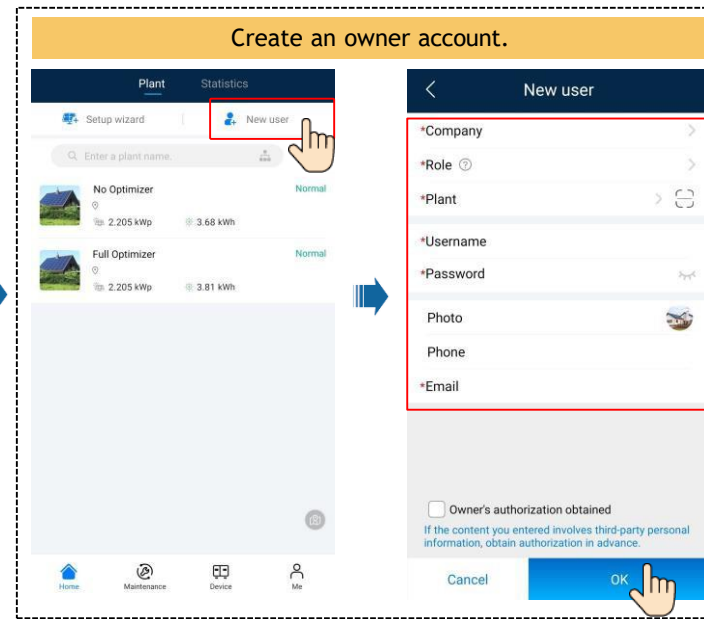 Create an owner account.
Plant
Statistics
Setup wizard
New user
Enter a plant name.
No Optimizer
Normal
2.205 kWp
3.68 kWh
Full Optimizer
Normal
2.205 kWp
3.81 kWh
Home
Maintenance
Device
Me
New user
*Company
*Role
*Plant
*Username
*Password
Photo
Phone
*Email
Owner's authorization obtained
If the content you entered involves third-party personal
information, obtain authorization in advance.
Cancel
OK